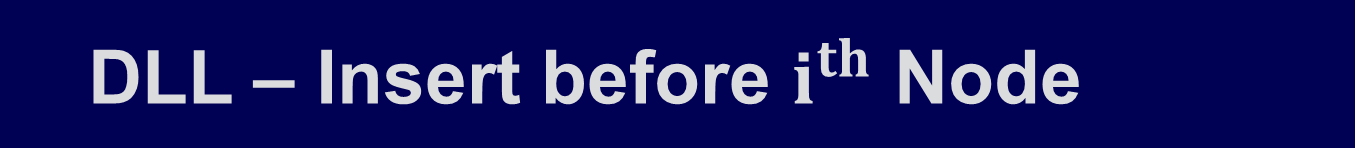 DLL – Insert before iᵗʰ Node